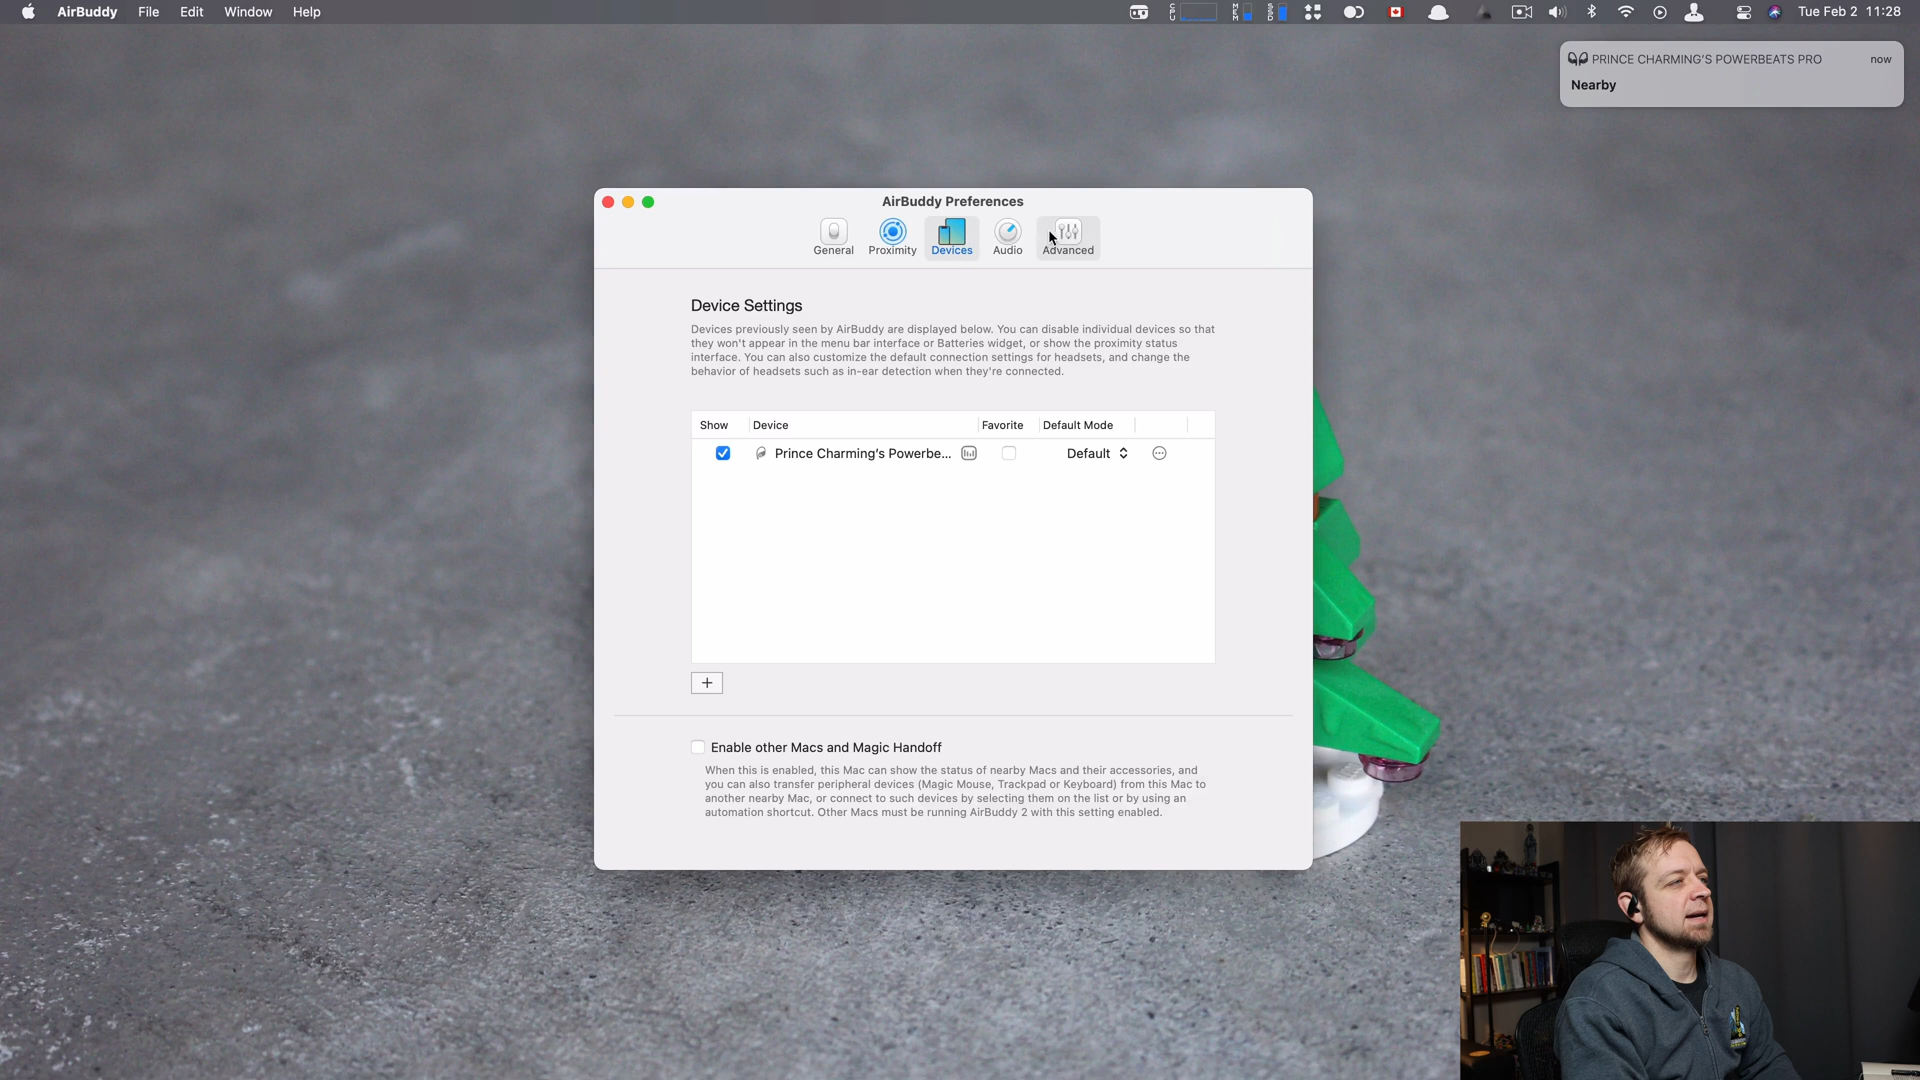 AirBuddy File Edit Window Help
CPU MEM SSD Tue Feb 2 11:28
PRINCE CHARMING'S POWERBEATS PRO now
Nearby
AirBuddy Preferences
General Proximity Devices Audio Advanced
Device Settings
Devices previously seen by AirBuddy are displayed below. You can disable individual devices so that
they won't appear in the menu bar interface or Batteries widget, or show the proximity status
interface. You can also customize the default connection settings for headsets, and change the
behavior of headsets such as in-ear detection when they're connected.
Show Device Favorite Default Mode
Prince Charming's Powerbe... Default
Enable other Macs and Magic Handoff
When this is enabled, this Mac can show the status of nearby Macs and their accessories, and
you can also transfer peripheral devices (Magic Mouse, Trackpad or Keyboard) from this Mac to
another nearby Mac, or connect to such devices by selecting them on the list or by using an
automation shortcut. Other Macs must be running AirBuddy 2 with this setting enabled.